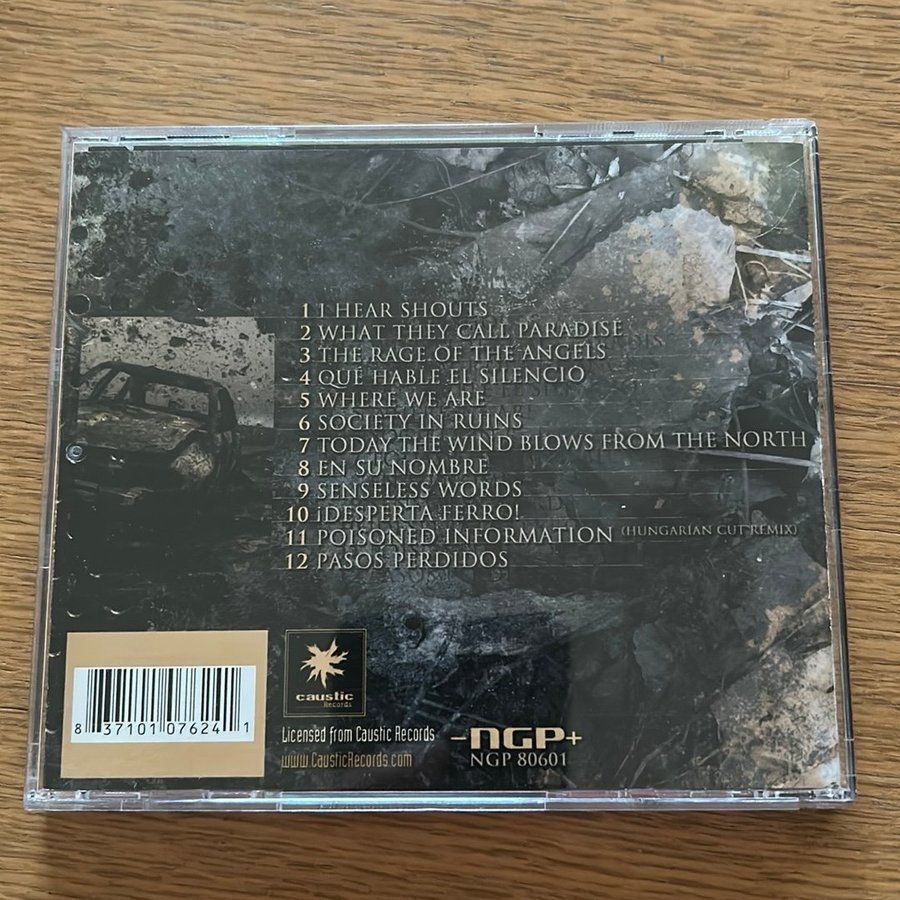 1 I HEAR SHOUTS
2 WHAT THEY CALL PARADISE
3 THE RAGE OF THE ANGELS
4 QUE HABLE EL SILENCIO
5 WHERE WE ARE
6 SOCIETY IN RUINS
7 TODAY THE WIND BLOWS FROM THE NORTH
8 EN SU NOMBRE
9 SENSELESS WORDS
10 ¡DESPERTA FERRO!
11 POISONED INFORMATION (HUNGARIAN CUT REMIX)
12 PASOS PERDIDOS
8 37101 07624 1
caustic
Records
Licensed from Caustic Records
www.CausticRecords.com
-NGP+
NGP 80601